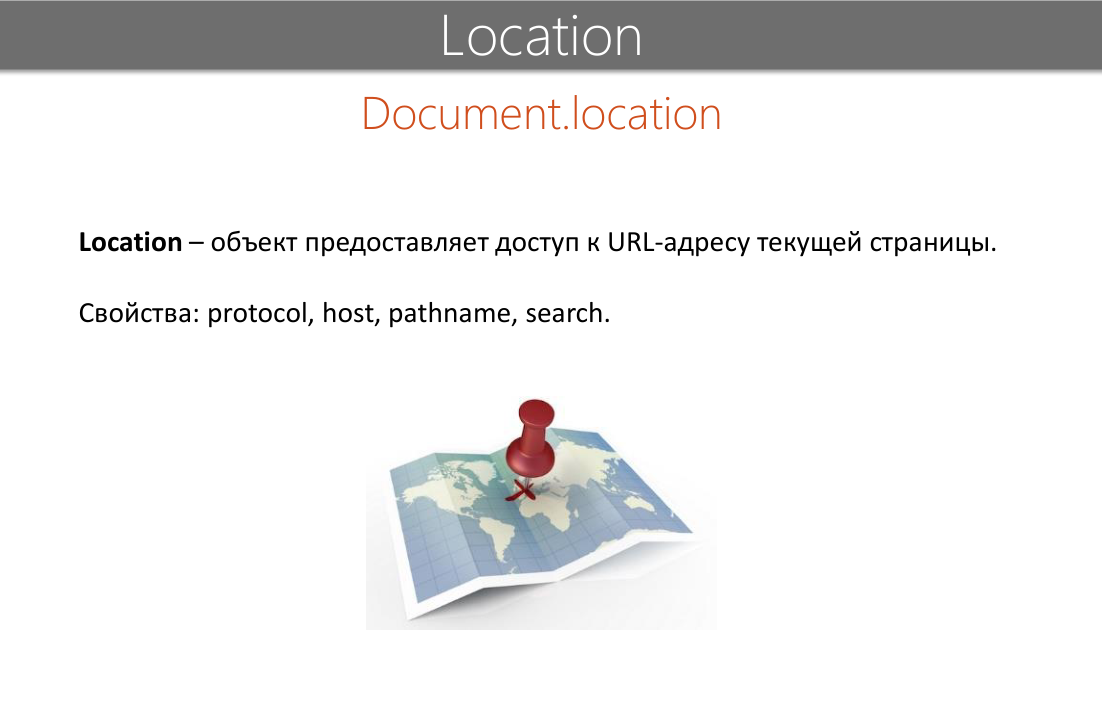 Location
Document.location
Location – объект предоставляет доступ к URL-адресу текущей страницы.
Свойства: protocol, host, pathname, search.